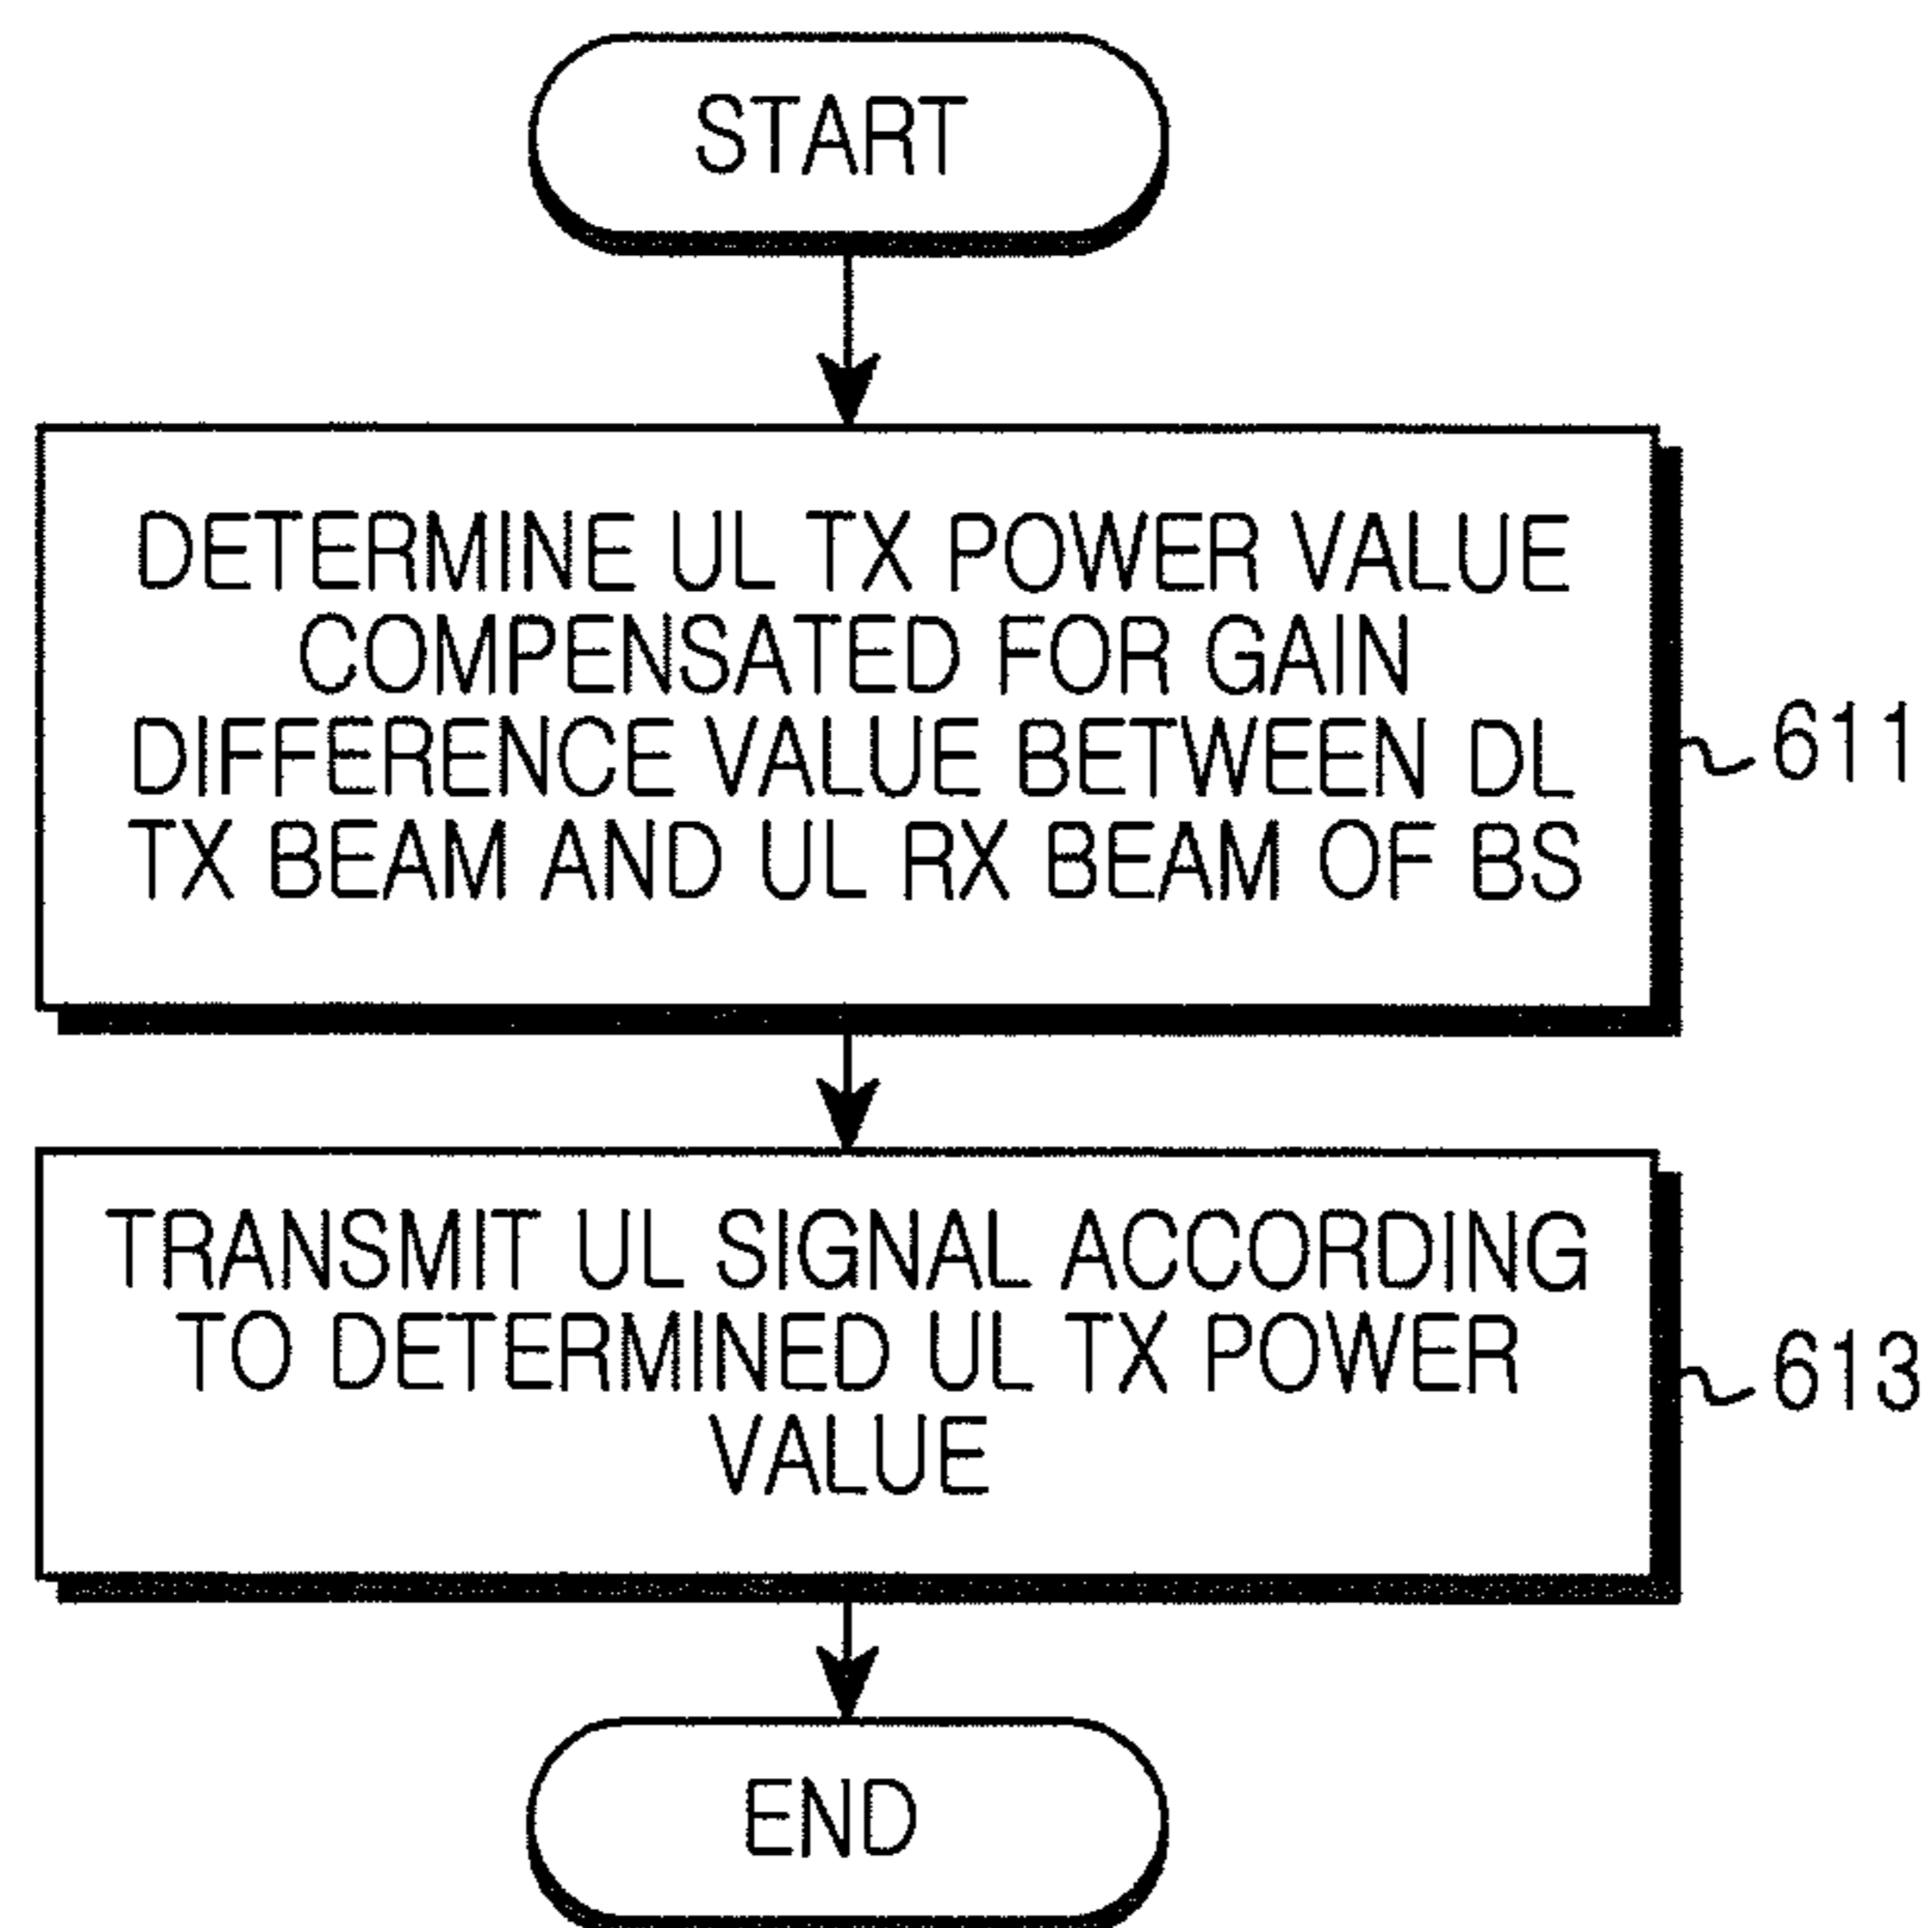 START
DETERMINE UL TX POWER VALUE
COMPENSATED FOR GAIN
DIFFERENCE VALUE BETWEEN DL
TX BEAM AND UL RX BEAM OF BS
611
TRANSMIT UL SIGNAL ACCORDING
TO DETERMINED UL TX POWER
VALUE
613
END